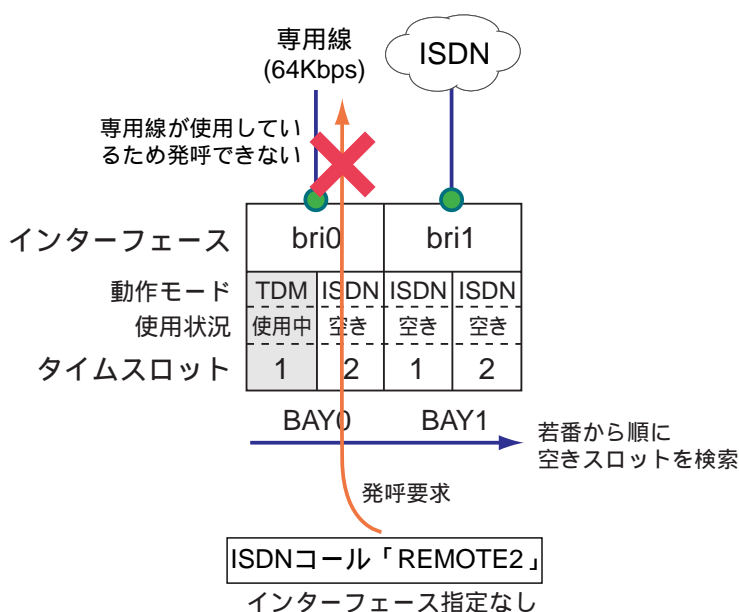 専用線
(64Kbps)
ISDN
専用線が使用してい
るため発呼できない
インターフェース bri0 bri1
動作モード TDM ISDN ISDN ISDN
使用状況 使用中 空き 空き 空き
タイムスロット 1 2 1 2
BAY0 BAY1
若番から順に
空きスロットを検索
発呼要求
ISDNコール「REMOTE2」
インターフェース指定なし